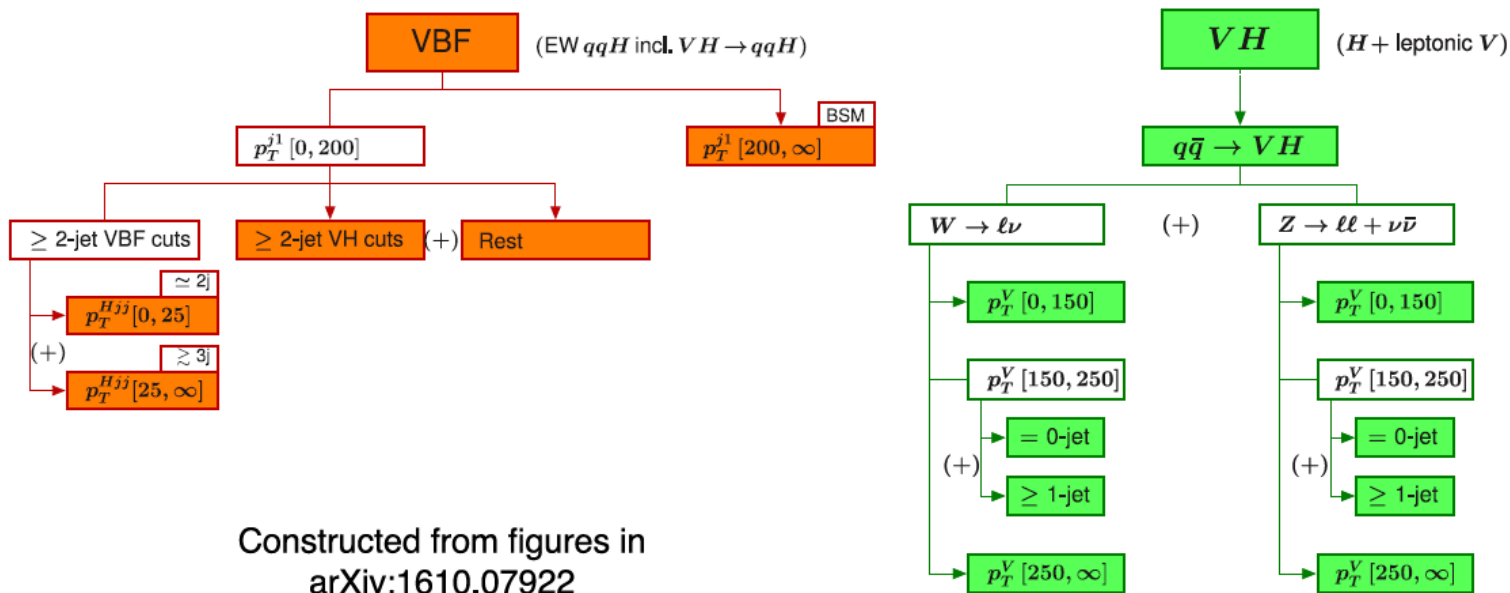 VBF
(EW qqH incl. VH → qqH)
BSM
p_T^{j1} [0, 200]
p_T^{j1} [200, ∞]
≥ 2-jet VBF cuts
≥ 2-jet VH cuts
(+)
Rest
≃ 2j
p_T^{Hjj} [0, 25]
(+)
≳ 3j
p_T^{Hjj} [25, ∞]
Constructed from figures in
arXiv:1610.07922
VH
(H + leptonic V)
qq̄ → VH
W → ℓν
(+)
Z → ℓℓ + νν̄
p_T^V [0, 150]
p_T^V [150, 250]
= 0-jet
(+)
≥ 1-jet
p_T^V [250, ∞]
p_T^V [0, 150]
p_T^V [150, 250]
= 0-jet
(+)
≥ 1-jet
p_T^V [250, ∞]